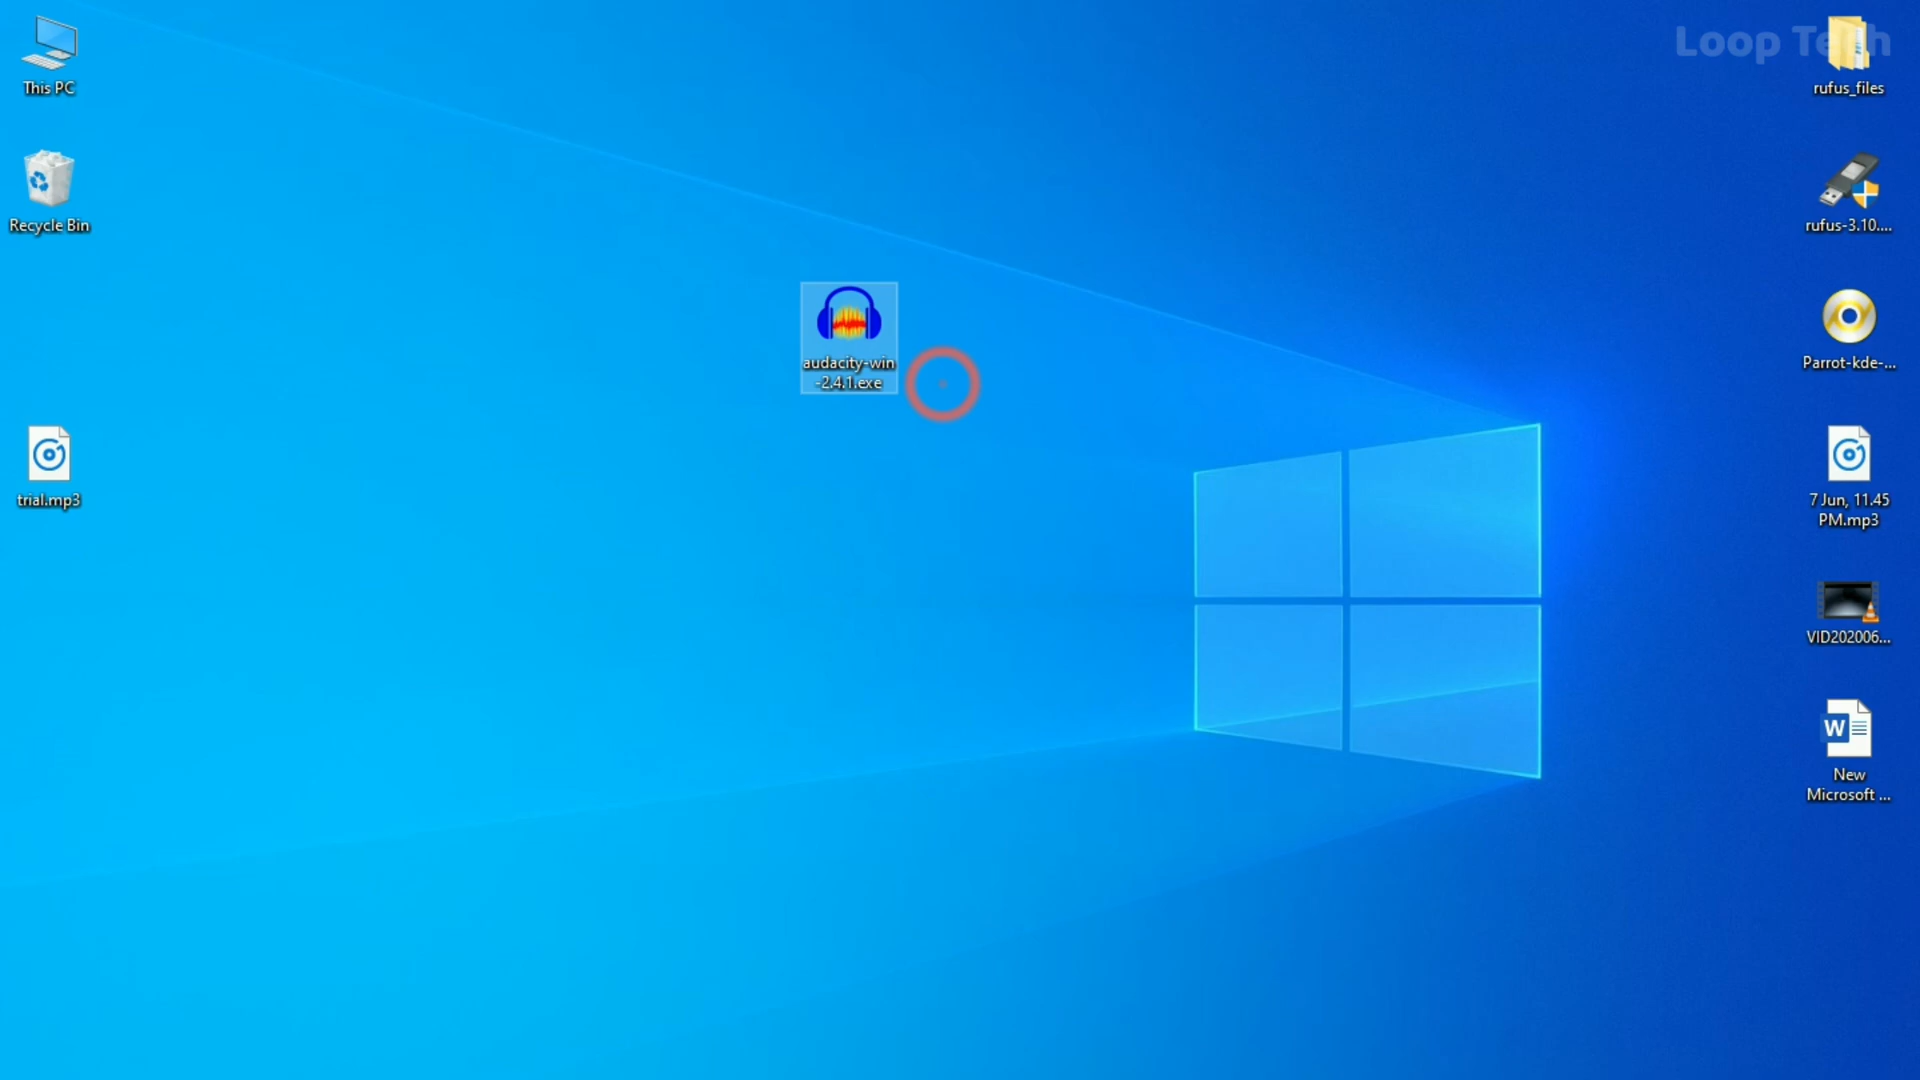 This PC
Recycle Bin
trial.mp3
audacity-win
-2.4.1.exe
Loop Tech
rufus_files
rufus-3.10....
Parrot-kde-...
7 Jun, 11.45
PM.mp3
VID202006...
W
New
Microsoft ...